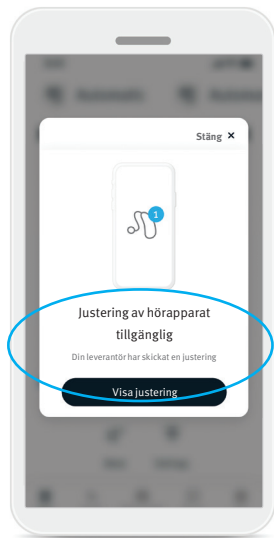 Stäng ×
1
Justering av hörapparat
tillgänglig
Din leverantör har skickat en justering
Visa justering